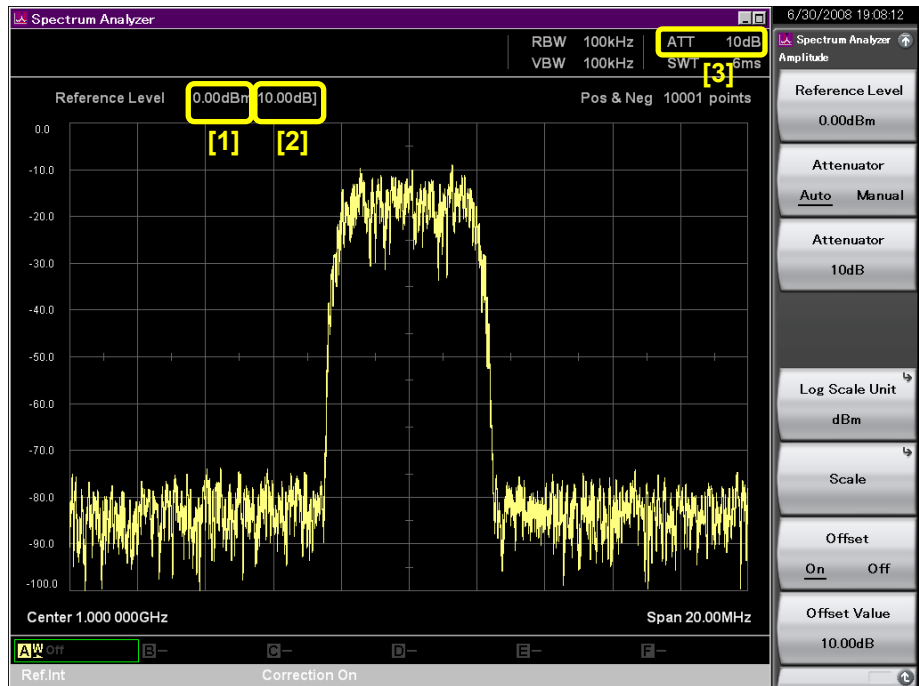 Spectrum Analyzer
6/30/2008 19:08:12
RBW 100kHz ATT 10dB
VBW 100kHz SWT 6ms
[3]
Reference Level 0.00dBm 10.00dB] Pos & Neg 10001 points
[1] [2]
0.0
-10.0
-20.0
-30.0
-40.0
-50.0
-60.0
-70.0
-80.0
-90.0
-100.0
Center 1.000 000GHz Span 20.00MHz
A Off B- C- D- E- F-
Ref.Int Correction On
Spectrum Analyzer
Amplitude
Reference Level
0.00dBm
Attenuator
Auto Manual
Attenuator
10dB
Log Scale Unit
dBm
Scale
Offset
On Off
Offset Value
10.00dB